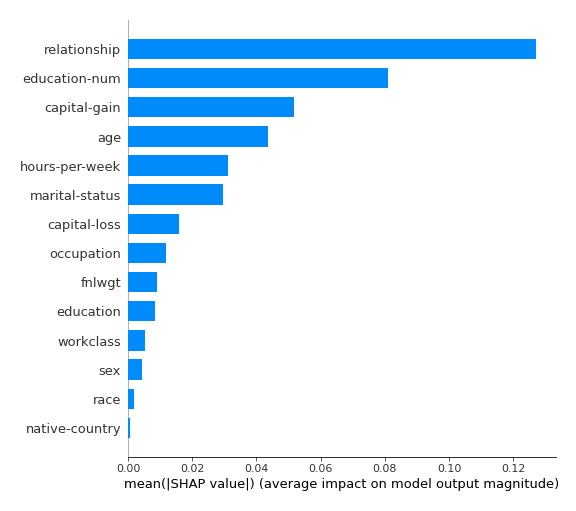 relationship
education-num
capital-gain
age
hours-per-week
marital-status
capital-loss
occupation
fnlwgt
education
workclass
sex
race
native-country
0.00 0.02 0.04 0.06 0.08 0.10 0.12
mean(|SHAP value|) (average impact on model output magnitude)